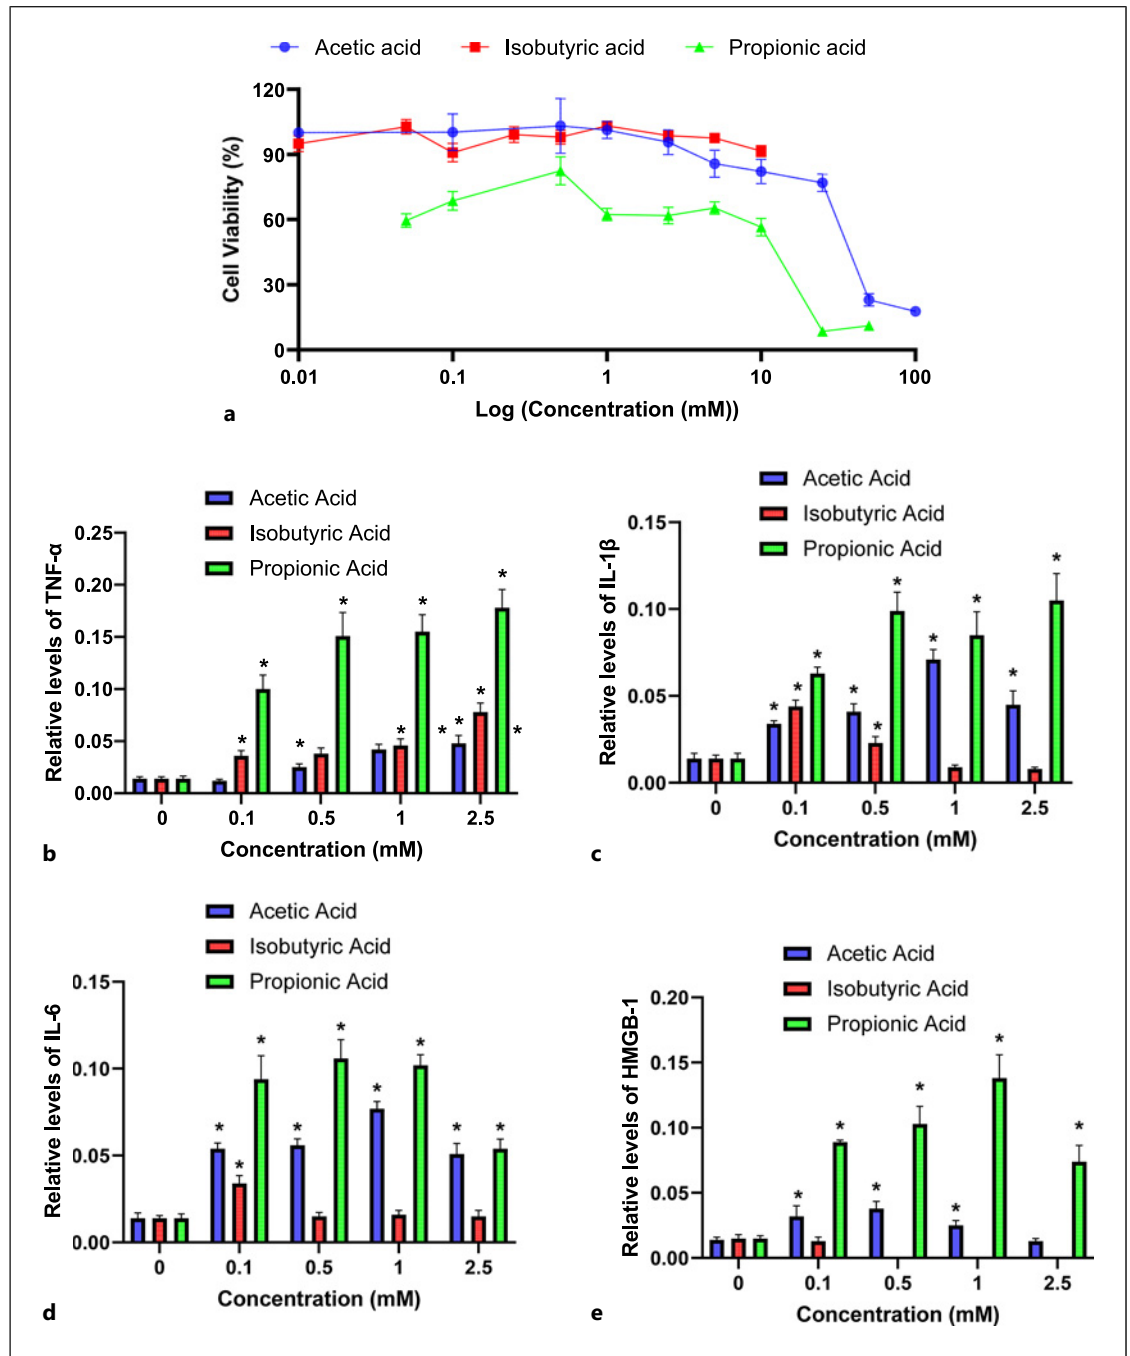 Acetic acid Isobutyric acid Propionic acid
120
90
60
30
0
Cell Viability (%)
0.01 0.1 1 10 100
Log (Concentration (mM))
a
Acetic Acid
Isobutyric Acid
Propionic Acid
0.25
0.20
0.15
0.10
0.05
0.00
Relative levels of TNF-α
* * * * * * * * * * *
0 0.1 0.5 1 2.5
Concentration (mM)
b
Acetic Acid
Isobutyric Acid
Propionic Acid
0.15
0.10
0.05
0.00
Relative levels of IL-1β
* * * * * * * * * *
0 0.1 0.5 1 2.5
Concentration (mM)
c
Acetic Acid
Isobutyric Acid
Propionic Acid
0.15
0.10
0.05
0.00
Relative levels of IL-6
* * * * * * * * *
0 0.1 0.5 1 2.5
Concentration (mM)
d
Acetic Acid
Isobutyric Acid
Propionic Acid
0.20
0.15
0.10
0.05
0.00
Relative levels of HMGB-1
* * * * * * *
0 0.1 0.5 1 2.5
Concentration (mM)
e